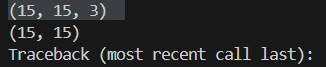 (15, 15, 3)
(15, 15)
Traceback (most recent call last):